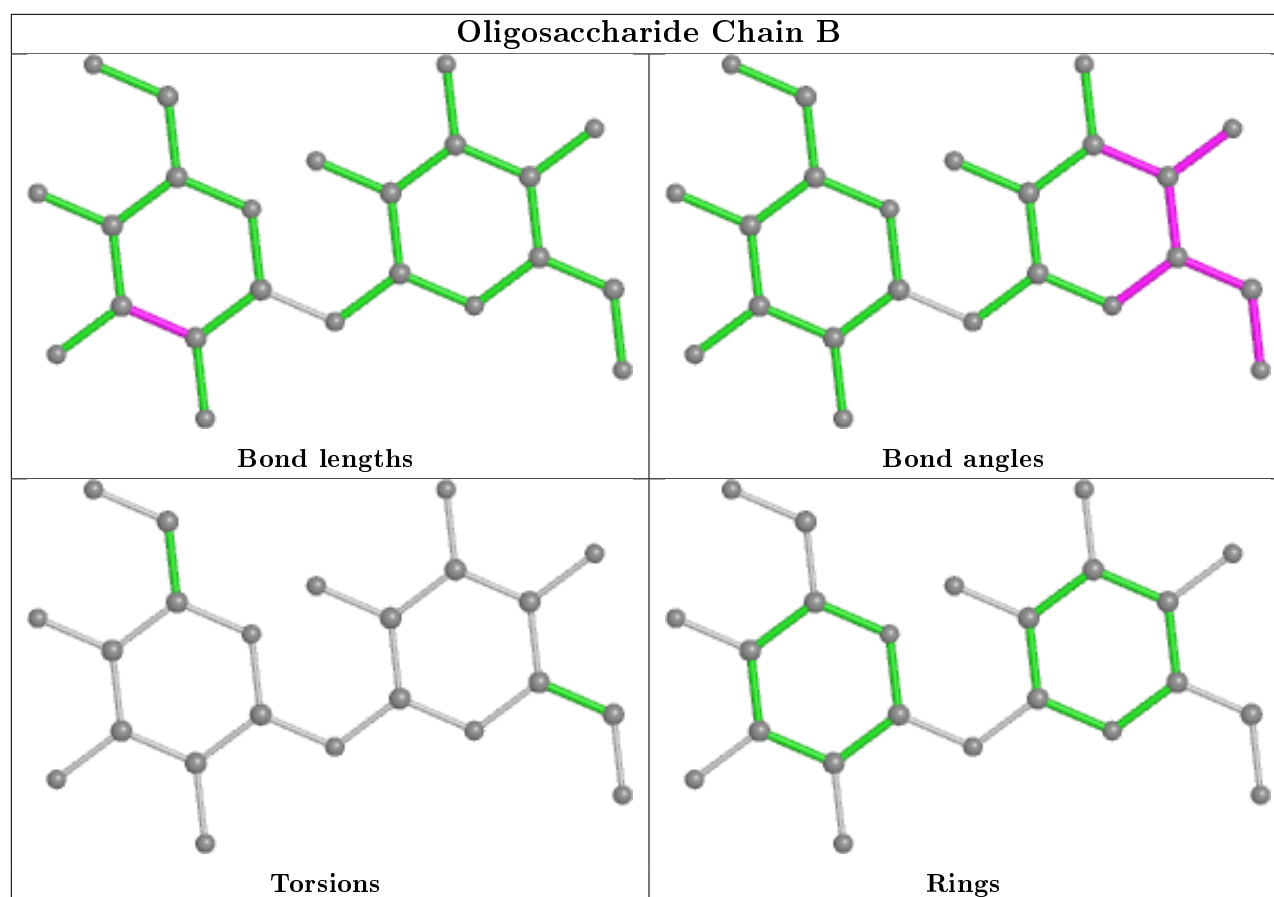 Oligosaccharide Chain B
Bond lengths
Bond angles
Torsions
Rings